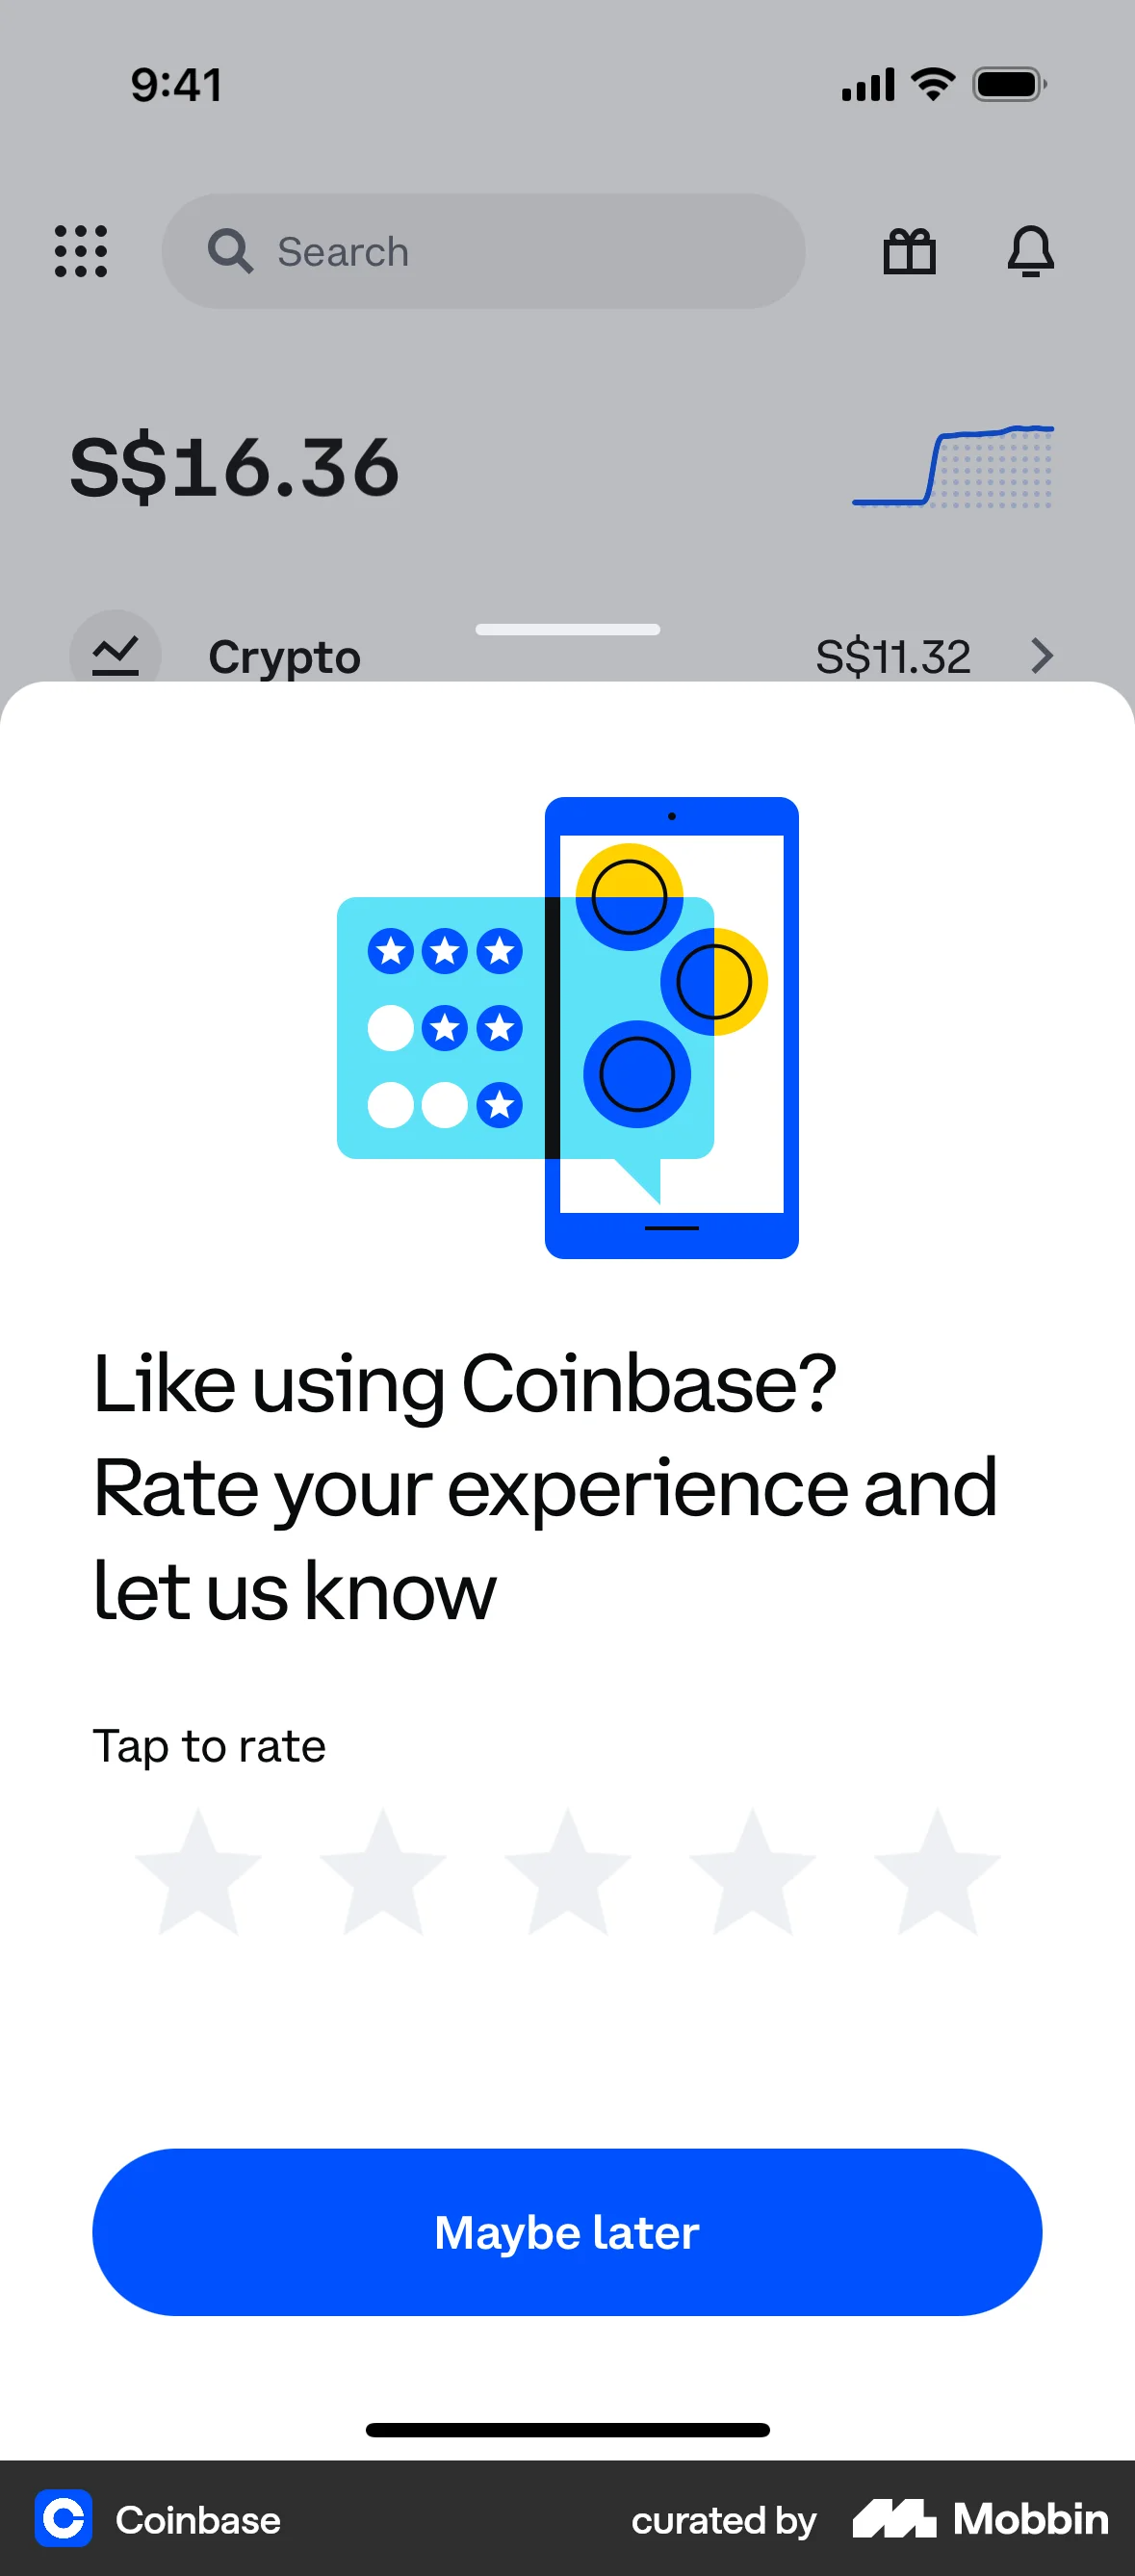 9:41
Search
S$16.36
Crypto S$11.32
Like using Coinbase?
Rate your experience and
let us know
Tap to rate
Maybe later
Coinbase curated by Mobbin